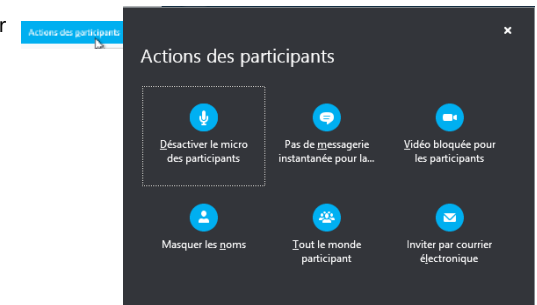 r
Actions des participants
Actions des participants
Désactiver le micro
des participants
Pas de messagerie
instantanée pour la...
Vidéo bloquée pour
les participants
Masquer les noms
Tout le monde
participant
Inviter par courrier
électronique